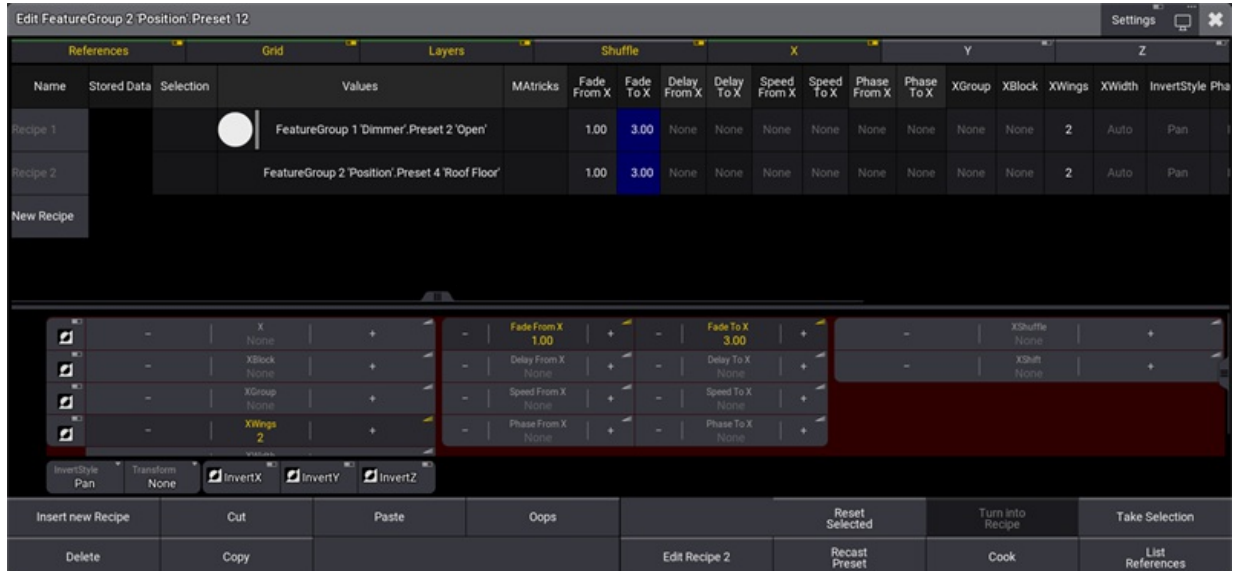 Edit FeatureGroup 2 'Position'.Preset 12 Settings
References Grid Layers Shuffle X Y Z
Name Stored Data Selection Values MAtricks Fade From X Fade To X Delay From X Delay To X Speed From X Speed To X Phase From X Phase To X XGroup XBlock XWings XWidth InvertStyle Pha
Recipe 1 FeatureGroup 1 'Dimmer'.Preset 2 'Open' 1.00 3.00 None None None None None None None None 2 Auto Pan
Recipe 2 FeatureGroup 2 'Position'.Preset 4 'Roof Floor' 1.00 3.00 None None None None None None None None 2 Auto Pan
New Recipe
- X None + - Fade From X 1.00 + - Fade To X 3.00 + - XShuffle None +
- XBlock None + - Delay From X None + - Delay To X None + - XShift None +
- XGroup None + - Speed From X None + - Speed To X None +
- XWings 2 + - Phase From X None + - Phase To X None +
XWidth
InvertStyle Pan Transform None InvertX InvertY InvertZ
Insert new Recipe Cut Paste Oops Reset Selected Turn into Recipe Take Selection
Delete Copy Edit Recipe 2 Recast Preset Cook List References